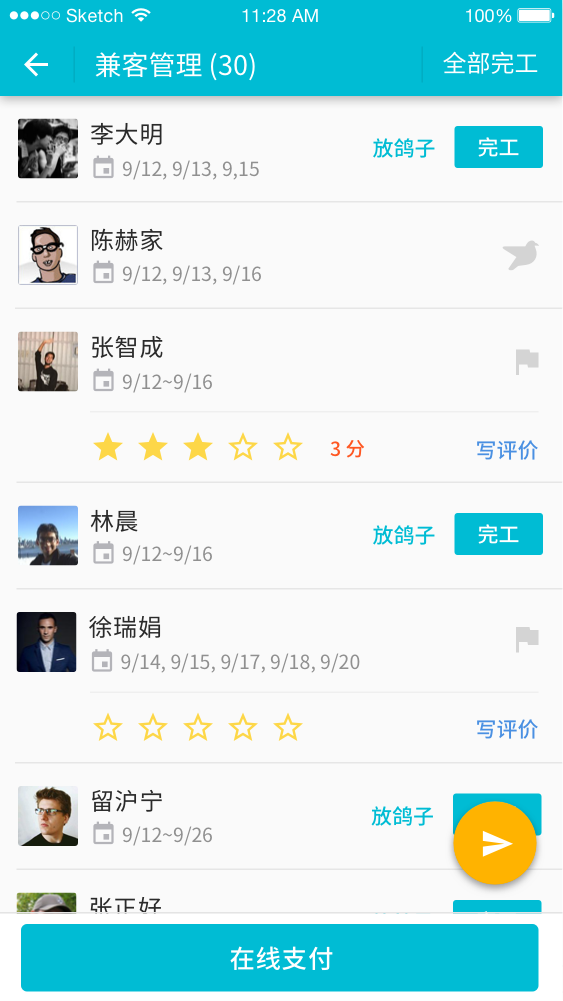 Sketch 11:28 AM 100%
兼客管理 (30) 全部完工
李大明
放鸽子 完工
9/12, 9/13, 9,15
陈赫家
9/12, 9/13, 9/16
张智成
9/12~9/16
3 分 写评价
林晨
放鸽子 完工
9/12~9/16
徐瑞娟
9/14, 9/15, 9/17, 9/18, 9/20
写评价
留沪宁
放鸽子
9/12~9/26
张正好
在线支付